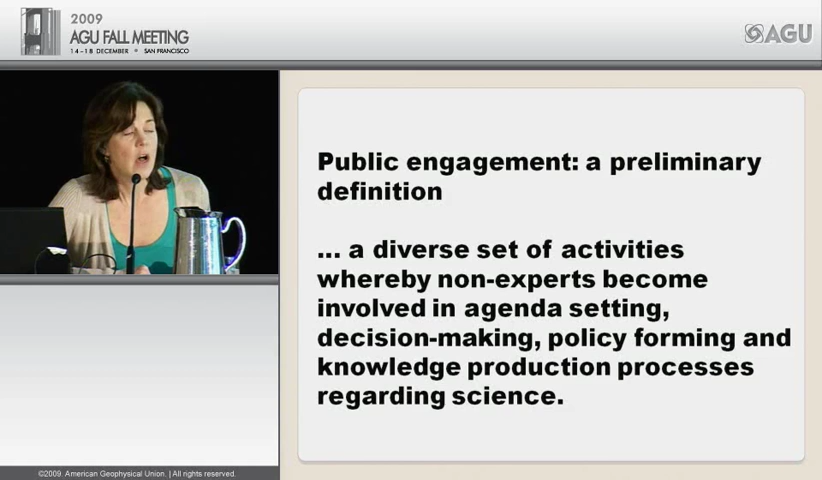 2009
AGU FALL MEETING
14-18 DECEMBER • SAN FRANCISCO
AGU
Public engagement: a preliminary
definition
... a diverse set of activities
whereby non-experts become
involved in agenda setting,
decision-making, policy forming and
knowledge production processes
regarding science.
©2009. American Geophysical Union. | All rights reserved.